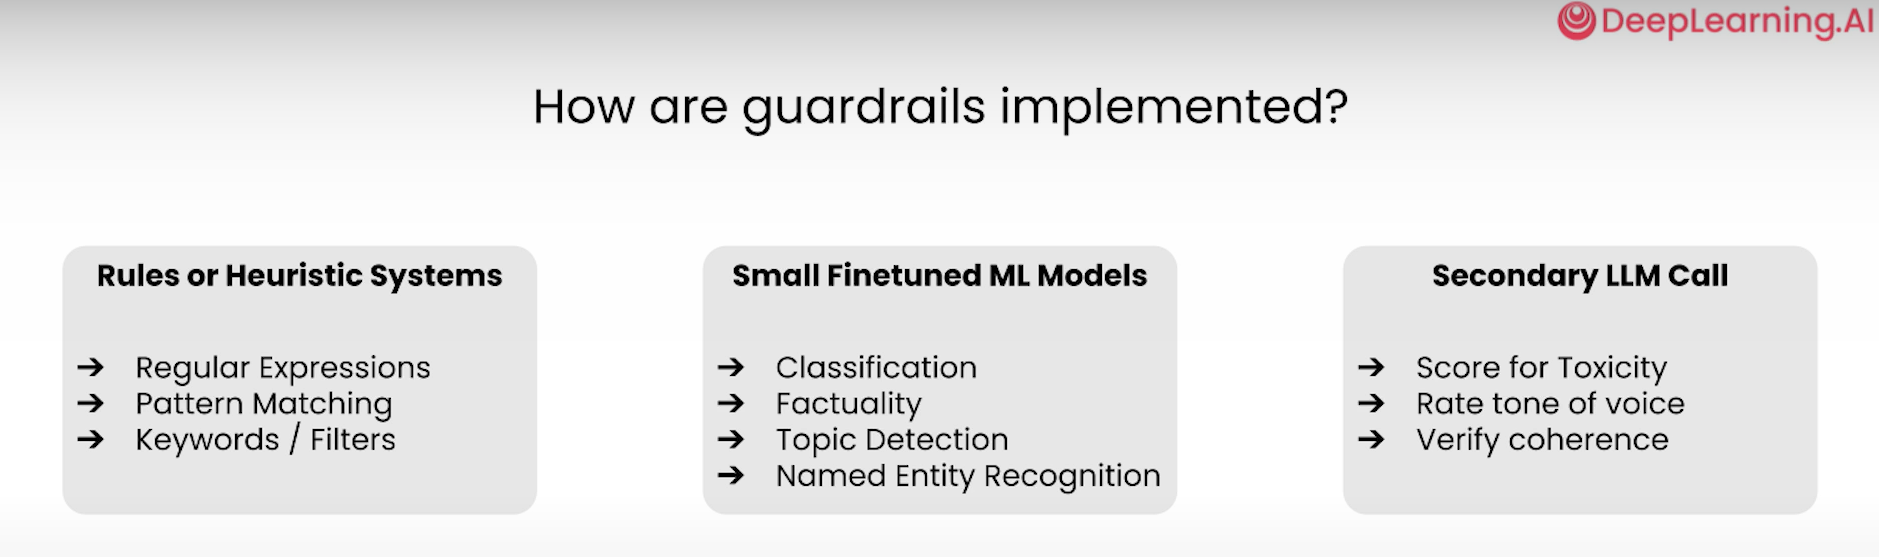 DeepLearning.AI
How are guardrails implemented?
Rules or Heuristic Systems
➔ Regular Expressions
➔ Pattern Matching
➔ Keywords / Filters
Small Finetuned ML Models
➔ Classification
➔ Factuality
➔ Topic Detection
➔ Named Entity Recognition
Secondary LLM Call
➔ Score for Toxicity
➔ Rate tone of voice
➔ Verify coherence